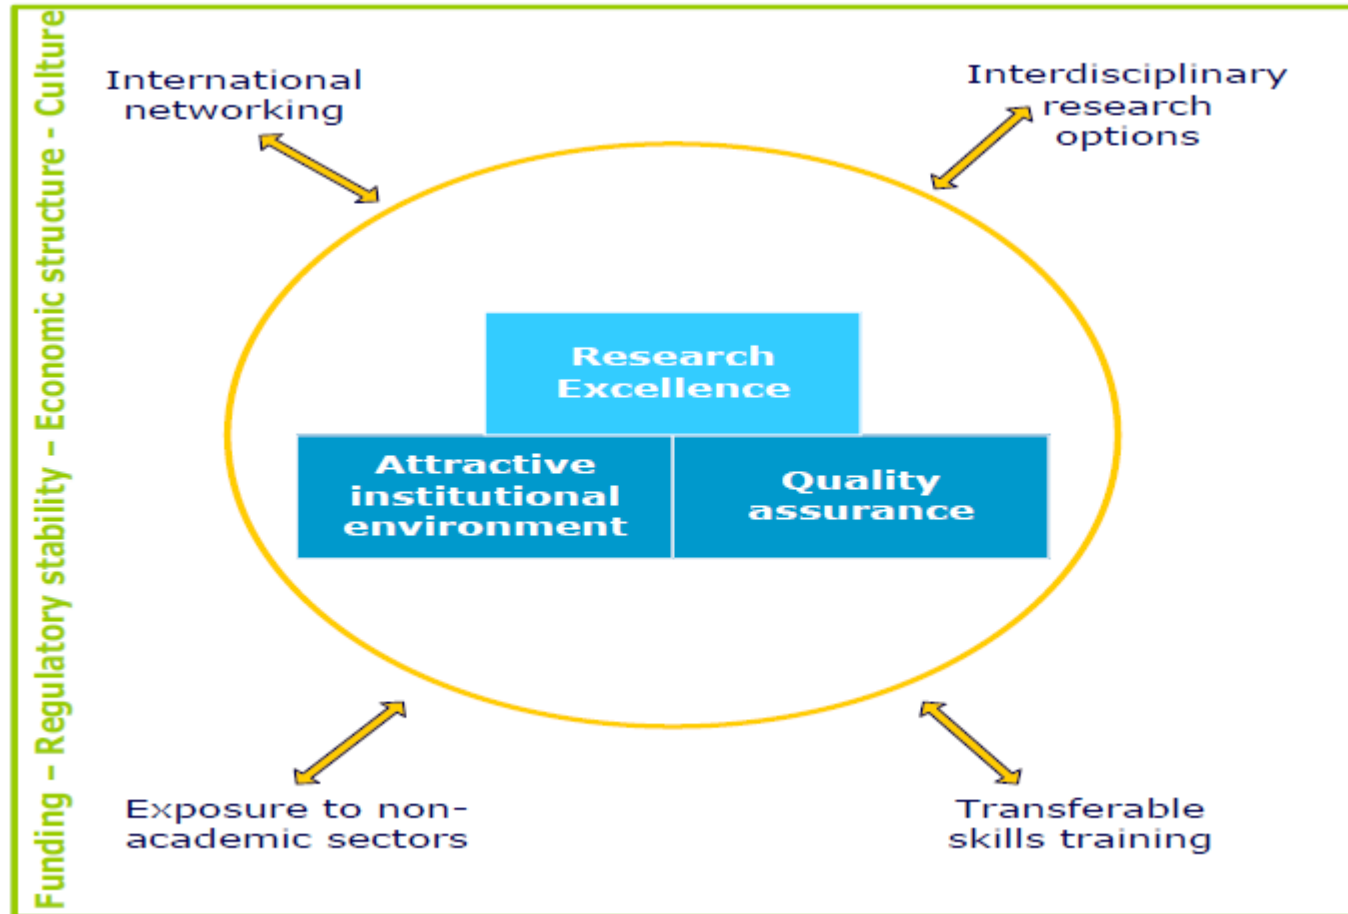 Funding – Regulatory stability – Economic structure - Culture
International
networking
Interdisciplinary
research
options
Research
Excellence
Attractive
institutional
environment
Quality
assurance
Exposure to non-
academic sectors
Transferable
skills training